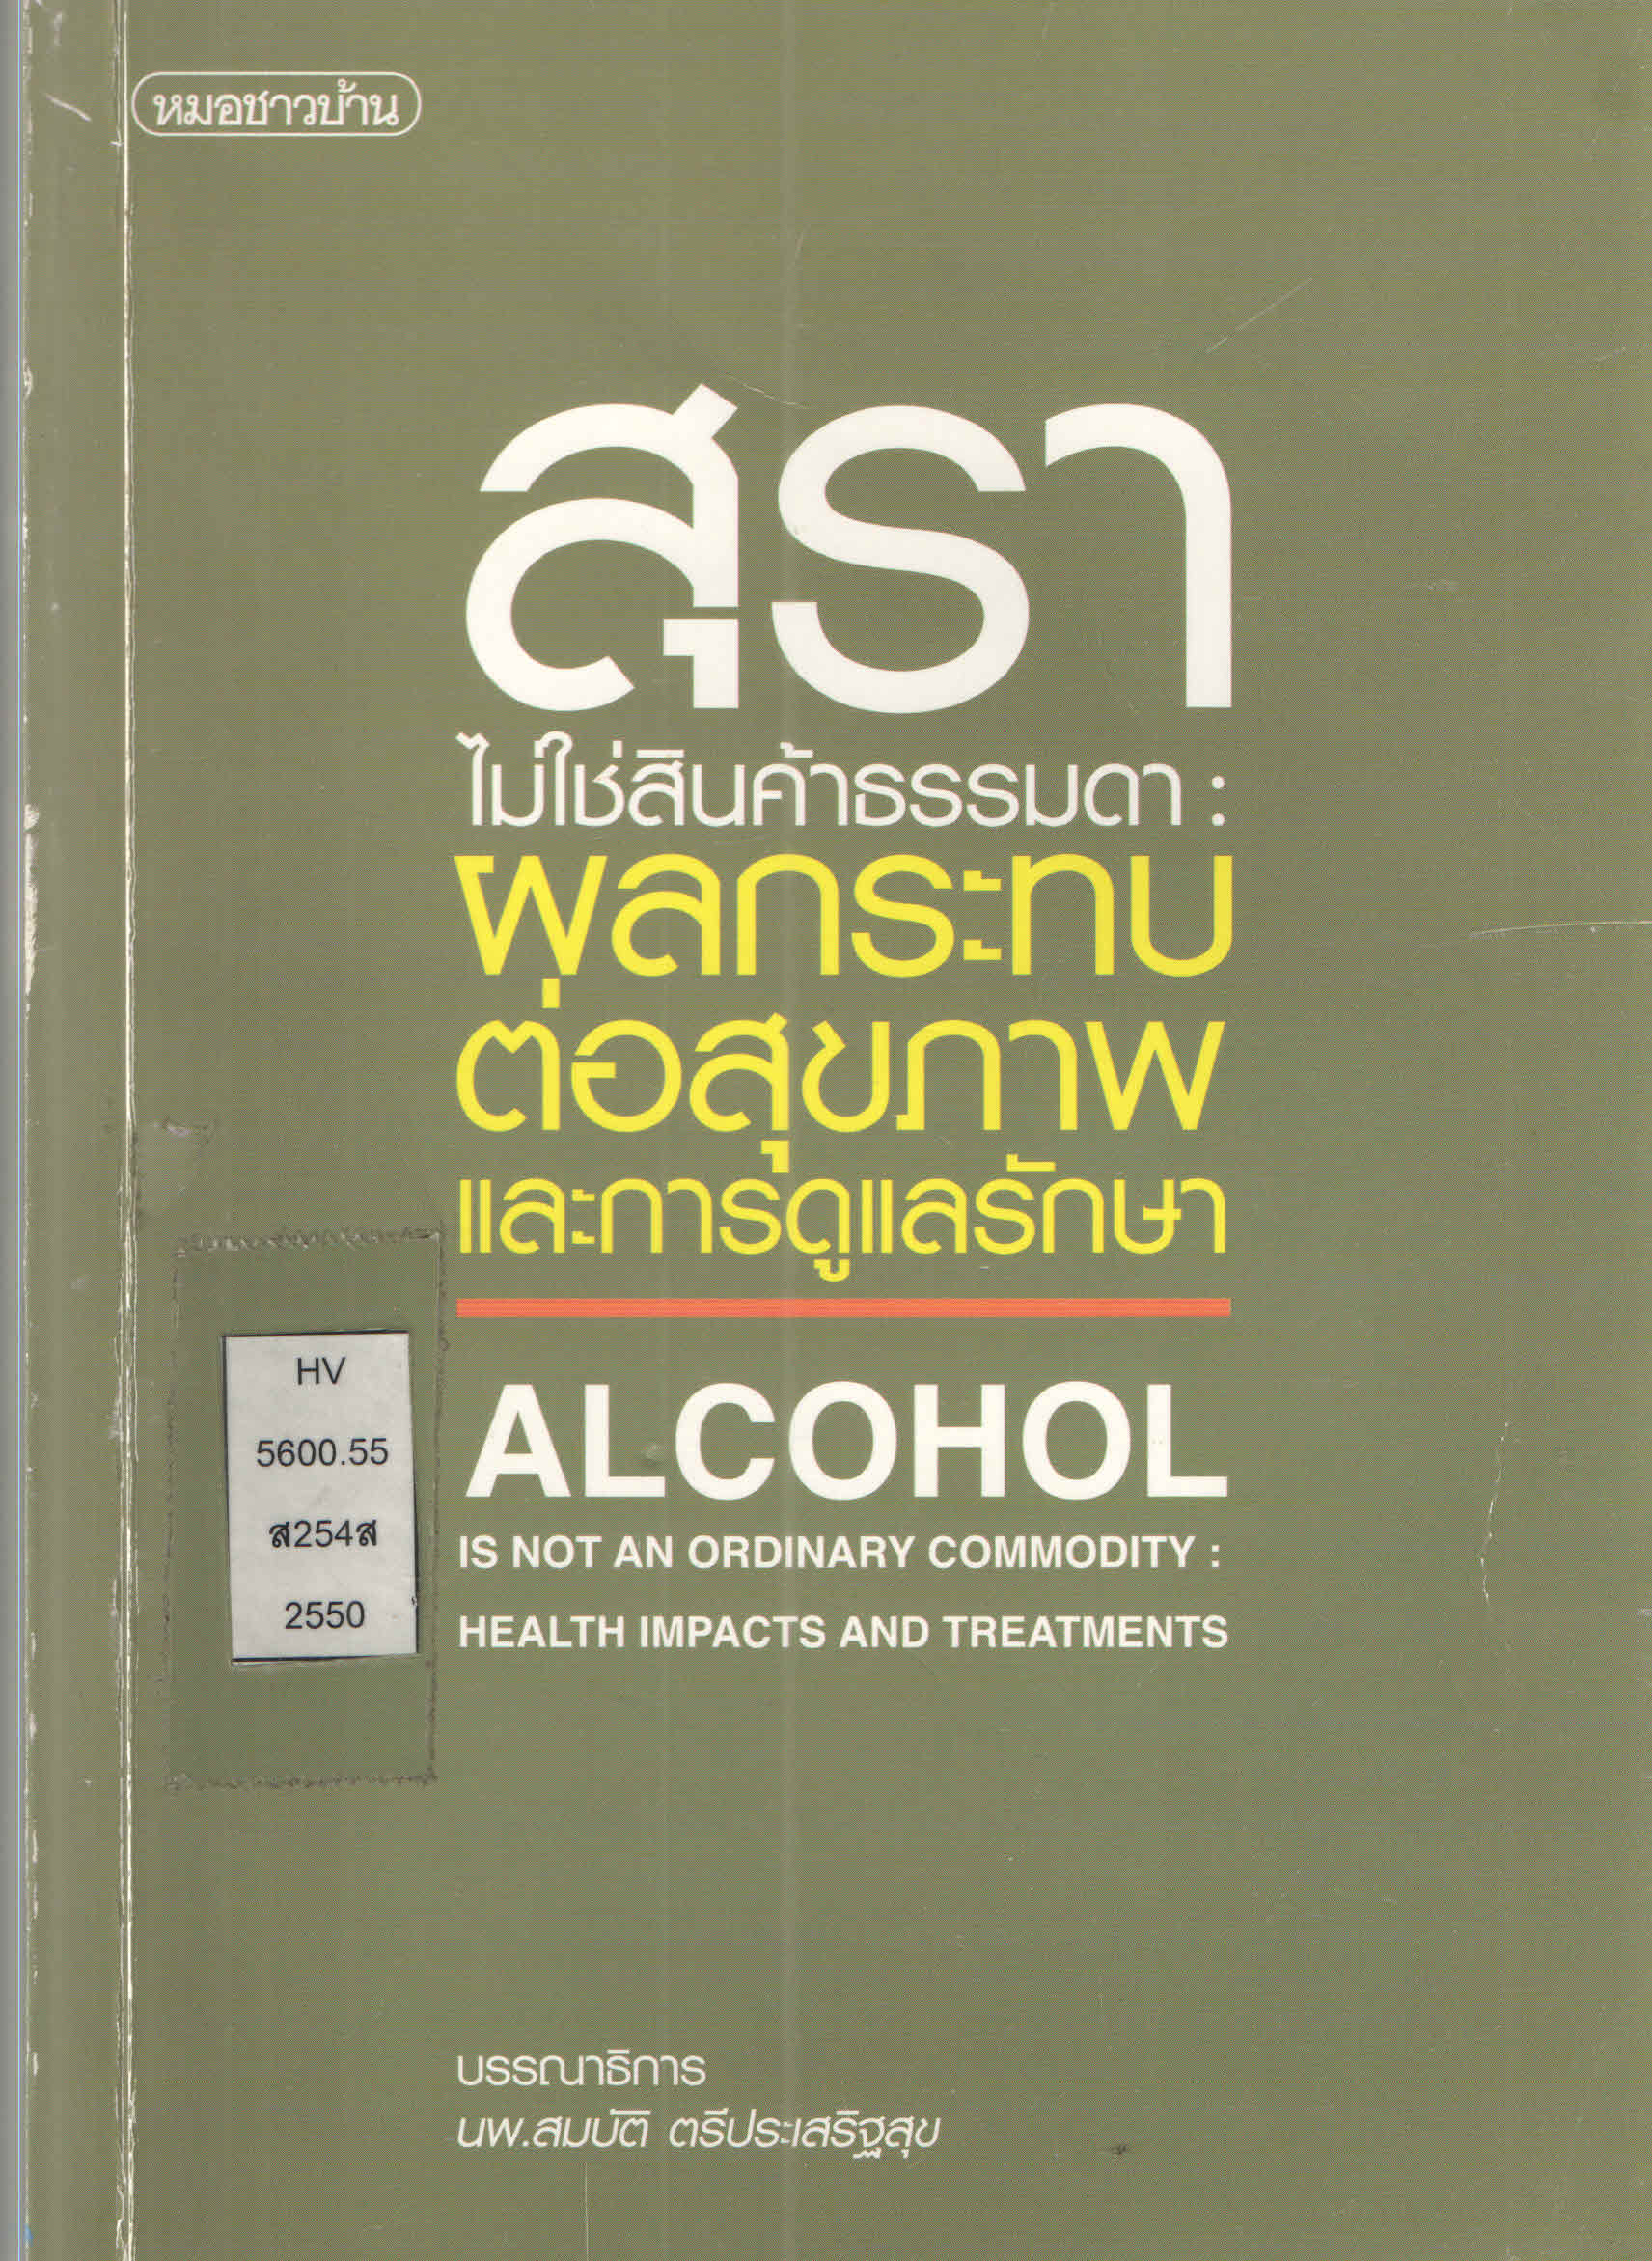 หมอชาวบ้าน
สุรา
ไม่ใช่สินค้าธรรมดา :
ผลกระทบ
ต่อสุขภาพ
และการดูแลรักษา
HV
5600.55
ส254ส
2550
ALCOHOL
IS NOT AN ORDINARY COMMODITY :
HEALTH IMPACTS AND TREATMENTS
บรรณาธิการ
นพ.สมบัติ ตรีประเสริฐสุข